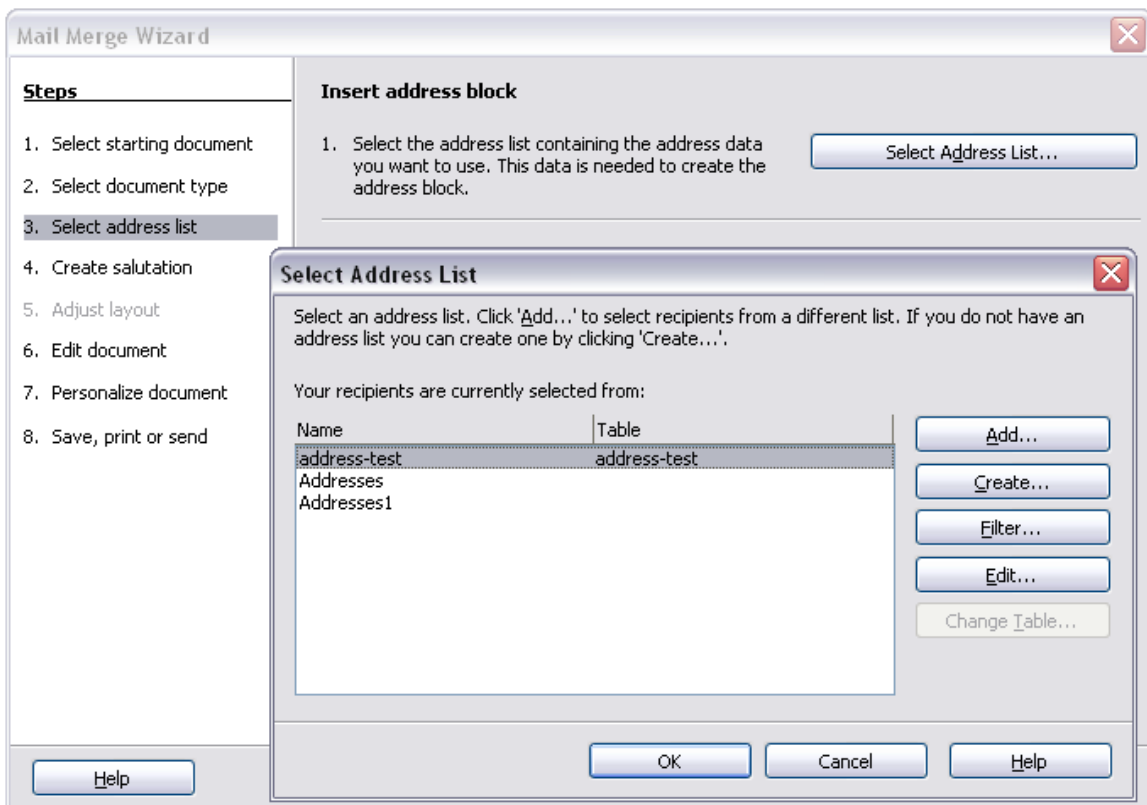 Mail Merge Wizard
Steps
1. Select starting document
2. Select document type
3. Select address list
4. Create salutation
5. Adjust layout
6. Edit document
7. Personalize document
8. Save, print or send
Help
Insert address block
1. Select the address list containing the address data
you want to use. This data is needed to create the
address block.
Select Address List...
Select Address List
Select an address list. Click 'Add...' to select recipients from a different list. If you do not have an
address list you can create one by clicking 'Create...'.
Your recipients are currently selected from:
Name Table
address-test address-test
Addresses
Addresses1
Add...
Create...
Filter...
Edit...
Change Table...
OK Cancel Help